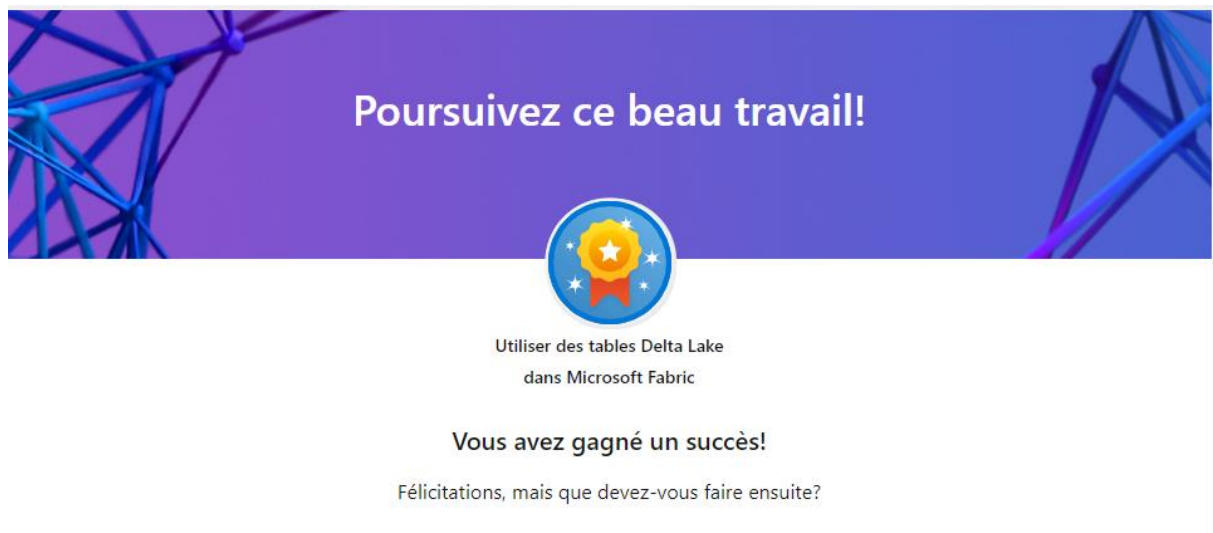 Poursuivez ce beau travail!
Utiliser des tables Delta Lake
dans Microsoft Fabric
Vous avez gagné un succès!
Félicitations, mais que devez-vous faire ensuite?